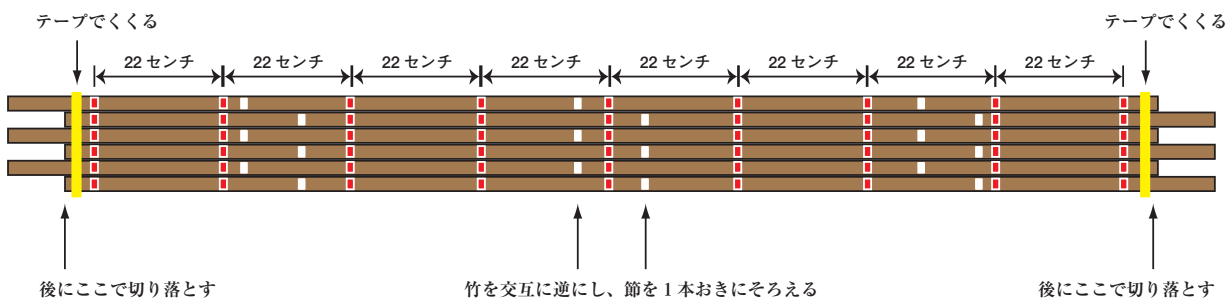 テープでくくる テープでくくる
22 センチ 22 センチ 22 センチ 22 センチ 22 センチ 22 センチ 22 センチ 22 センチ
後にここで切り落とす 竹を交互に逆にし、節を 1 本おきにそろえる 後にここで切り落とす